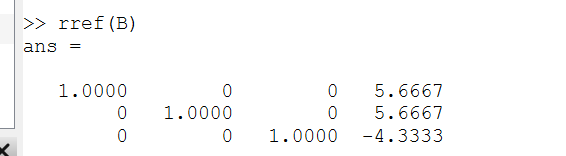 >> rref(B)
ans =
1.0000 0 0 5.6667
0 1.0000 0 5.6667
0 0 1.0000 -4.3333